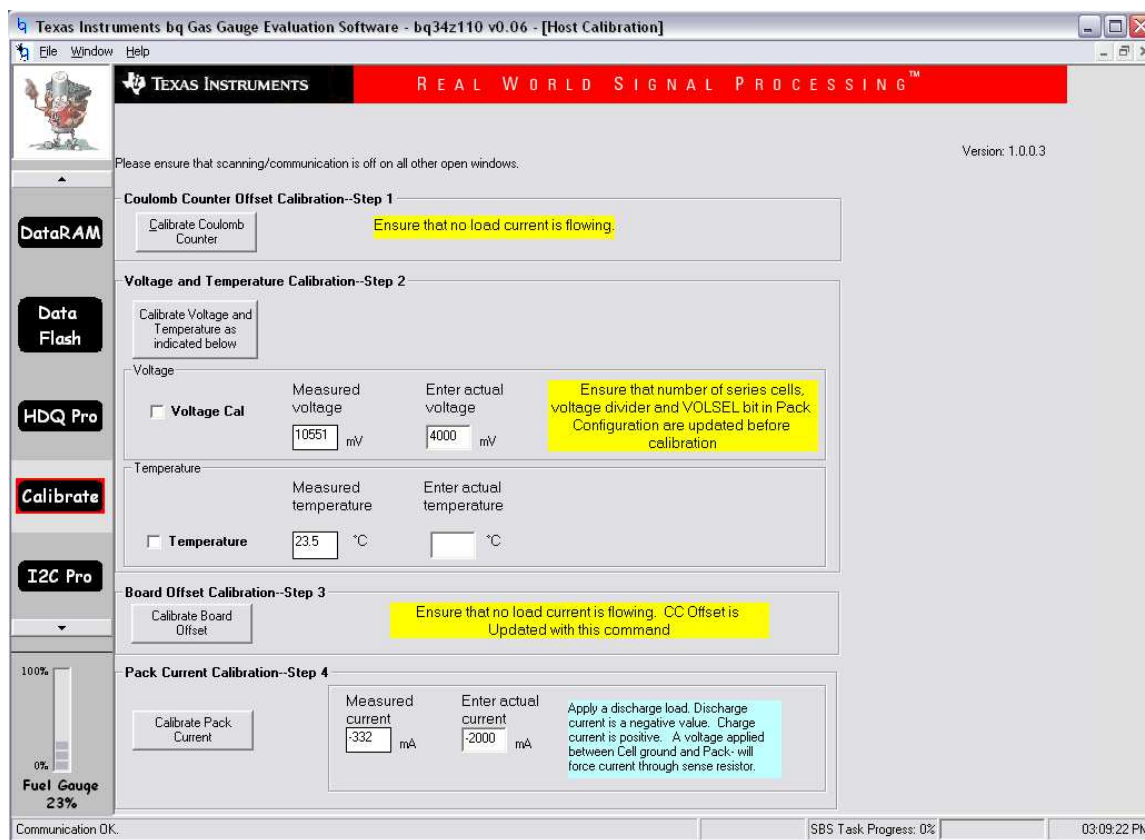 Texas Instruments bq Gas Gauge Evaluation Software - bq34z110 v0.06 - [Host Calibration]
File Window Help
TEXAS INSTRUMENTS
REAL WORLD SIGNAL PROCESSING™
Version: 1.0.0.3
Please ensure that scanning/communication is off on all other open windows.
Coulomb Counter Offset Calibration--Step 1
Calibrate Coulomb
Counter
Ensure that no load current is flowing.
DataRAM
Voltage and Temperature Calibration--Step 2
Calibrate Voltage and
Temperature as
indicated below
Data
Flash
Voltage
Voltage Cal
Measured
voltage
10551 mV
Enter actual
voltage
4000 mV
Ensure that number of series cells,
voltage divider and VOLSEL bit in Pack
Configuration are updated before
calibration
HDQ Pro
Temperature
Measured
temperature
Enter actual
temperature
Temperature
23.5 °C
°C
Calibrate
I2C Pro
Board Offset Calibration--Step 3
Calibrate Board
Offset
Ensure that no load current is flowing. CC Offset is
Updated with this command
Pack Current Calibration--Step 4
Calibrate Pack
Current
Measured
current
-332 mA
Enter actual
current
-2000 mA
Apply a discharge load. Discharge
current is a negative value. Charge
current is positive. A voltage applied
between Cell ground and Pack- will
force current through sense resistor.
100%
0%
Fuel Gauge
23%
Communication OK.
SBS Task Progress: 0%
03:09:22 PM